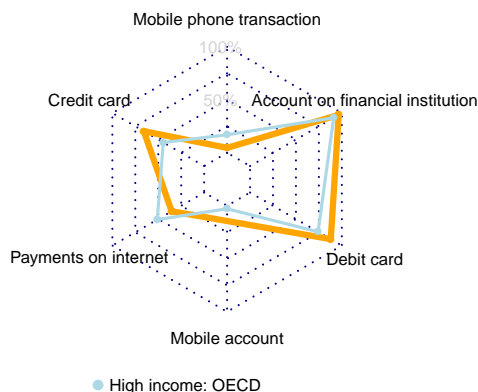 Mobile phone transaction
100%
Credit card
50%
Account on financial institution
Payments on internet
Debit card
Mobile account
High income: OECD